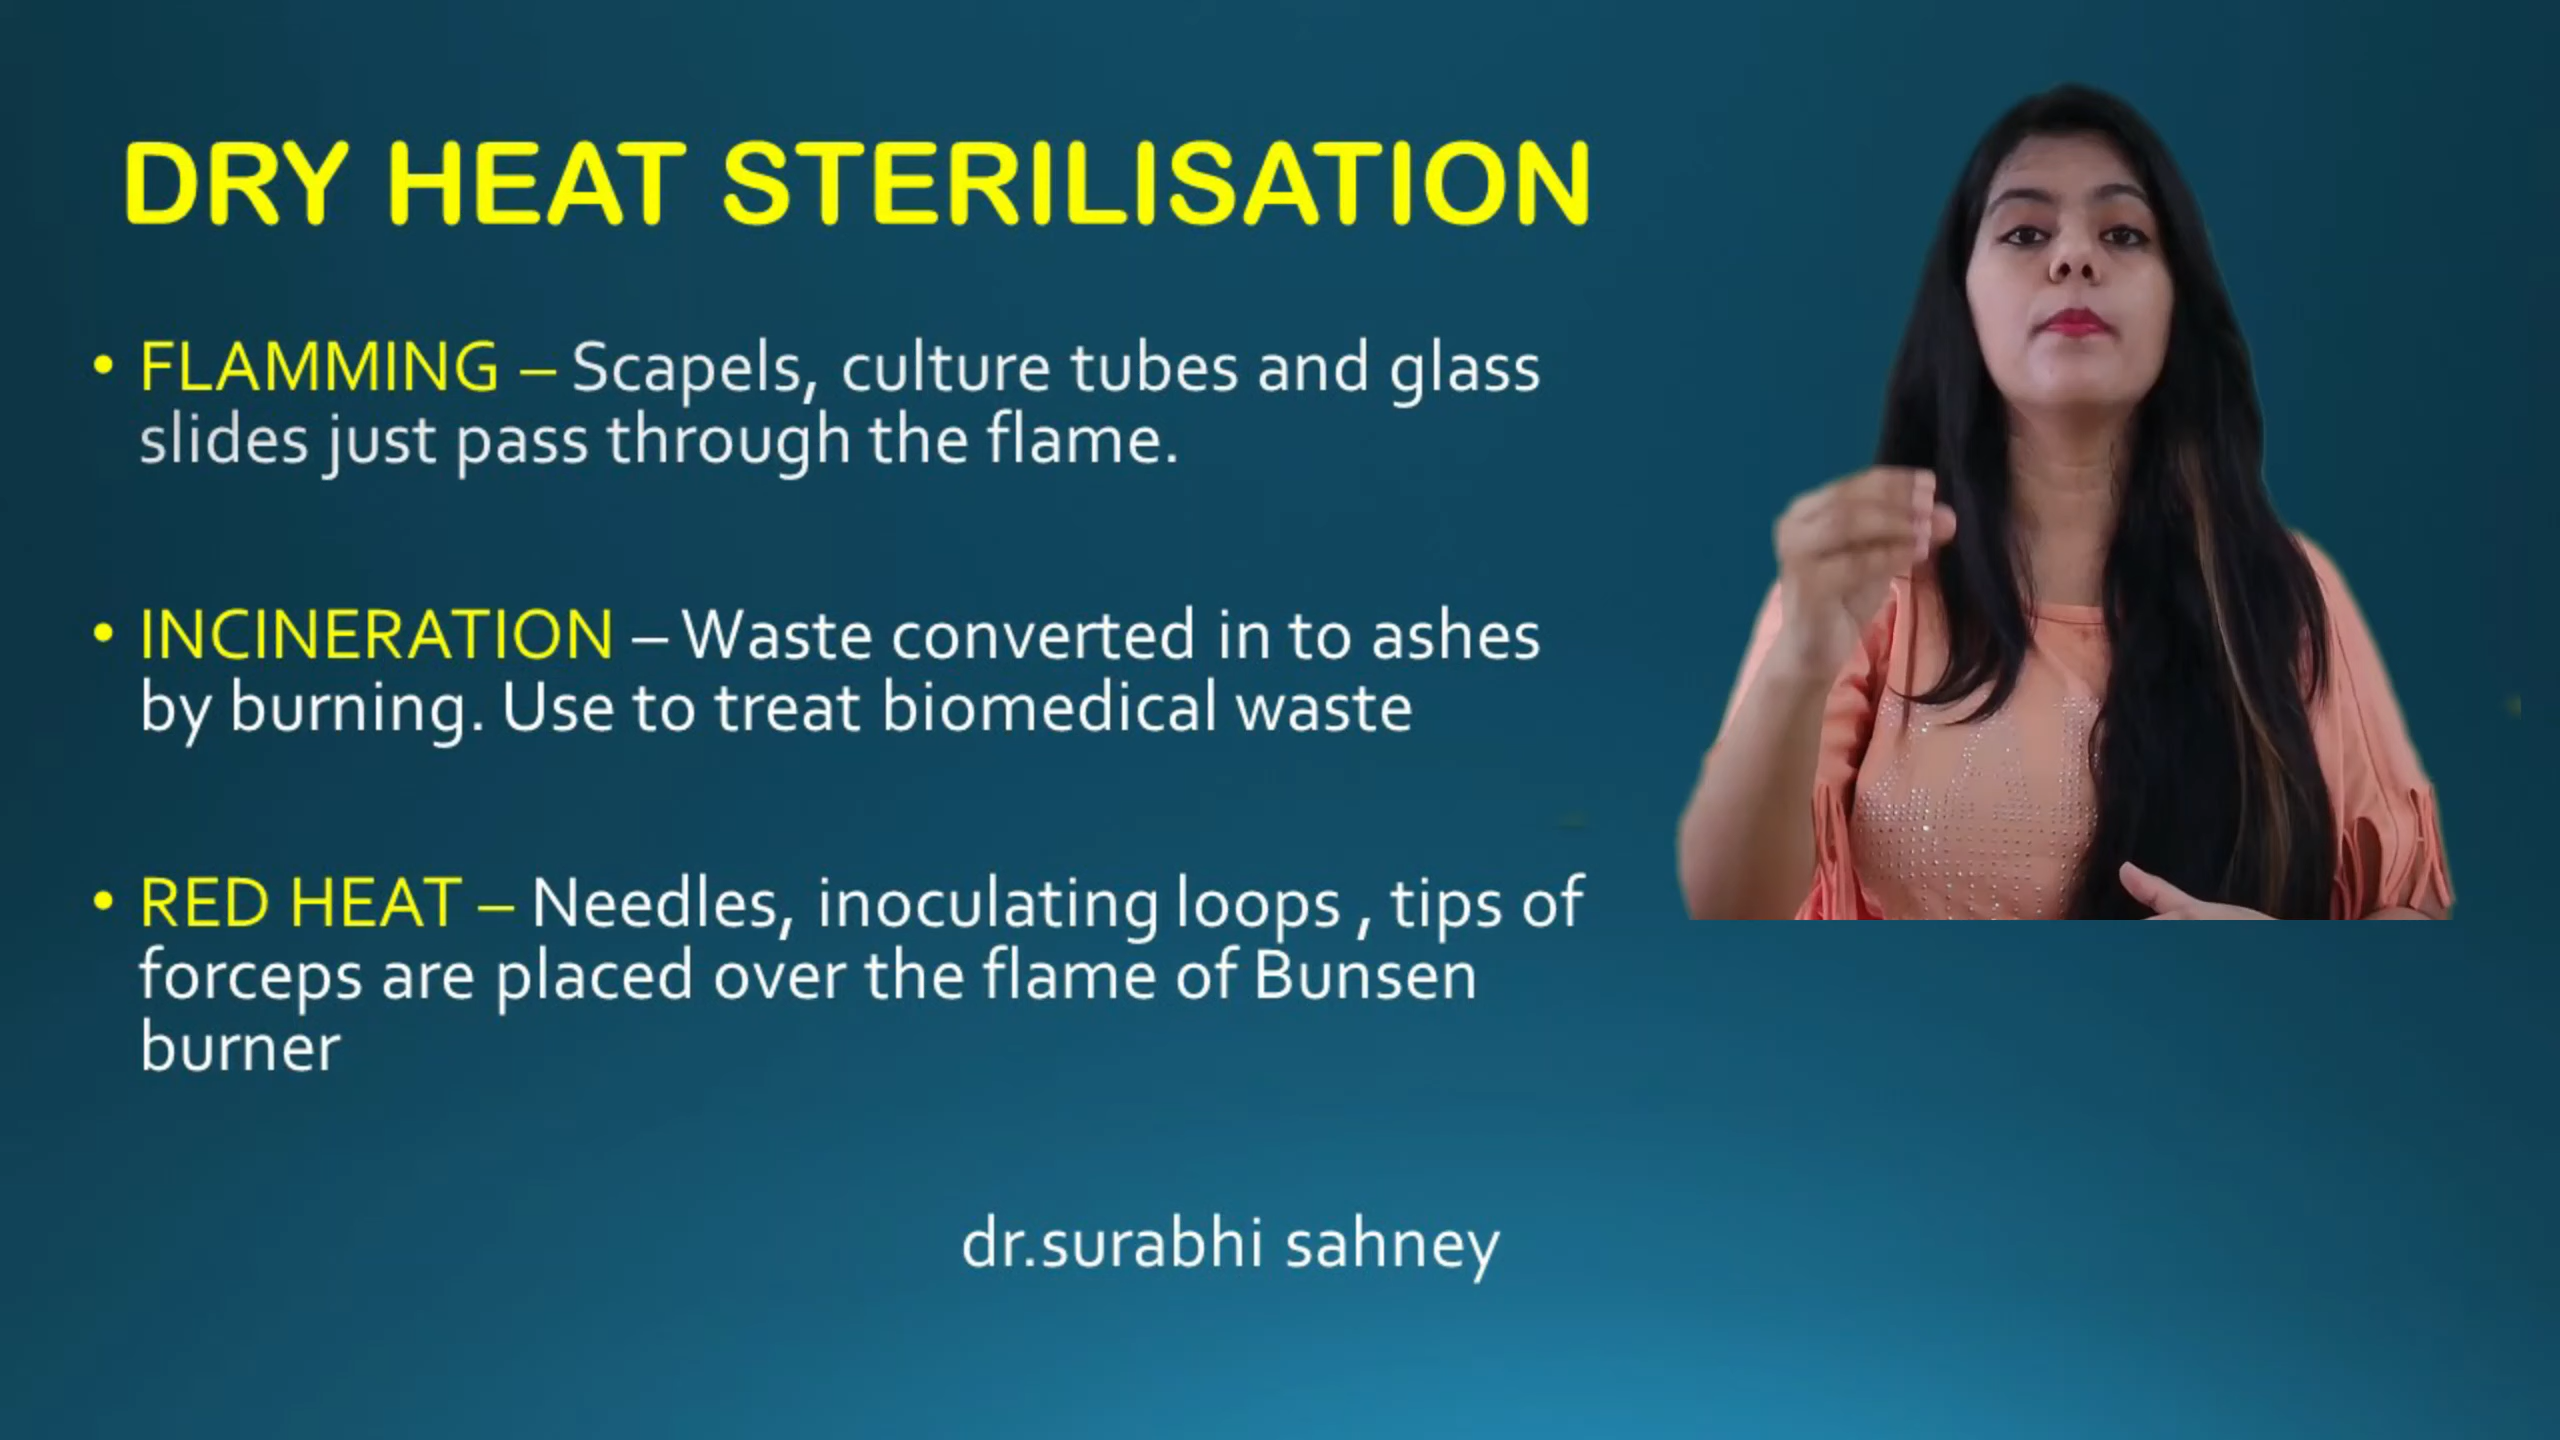 DRY HEAT STERILISATION
• FLAMMING – Scapels, culture tubes and glass
slides just pass through the flame.
• INCINERATION – Waste converted in to ashes
by burning. Use to treat biomedical waste
• RED HEAT – Needles, inoculating loops , tips of
forceps are placed over the flame of Bunsen
burner
dr.surabhi sahney